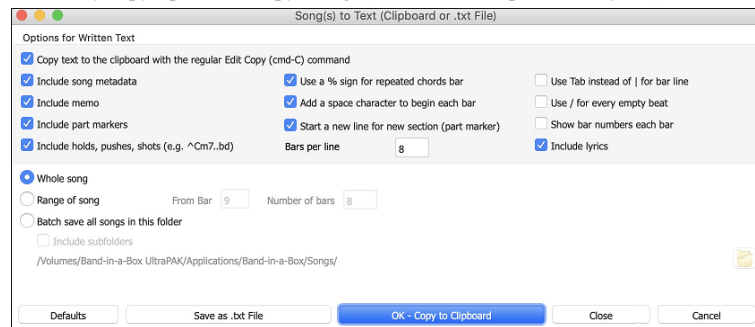 Song(s) to Text (Clipboard or .txt File)
Options for Written Text
Copy text to the clipboard with the regular Edit Copy (cmd-C) command
Include song metadata Use a % sign for repeated chords bar Use Tab instead of | for bar line
Include memo Add a space character to begin each bar Use / for every empty beat
Include part markers Start a new line for new section (part marker) Show bar numbers each bar
Include holds, pushes, shots (e.g. ^Cm7..bd) Bars per line 8 Include lyrics
Whole song
Range of song From Bar 9 Number of bars 8
Batch save all songs in this folder
Include subfolders
/Volumes/Band-in-a-Box UltraPAK/Applications/Band-in-a-Box/Songs/
Defaults Save as .txt File OK - Copy to Clipboard Close Cancel